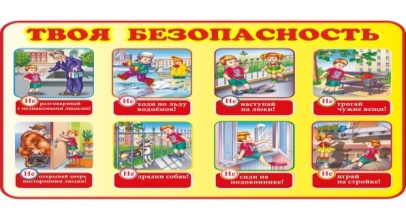 ТВОЯ БЕЗОПАСНОСТЬ
Не разговаривай
с незнакомыми людьми!
Не ходи по льду
водоёмов!
Не наступай
на люки!
Не трогай
чужие вещи!
Не открывай дверь
посторонним людям!
Не дразни собак!
Не сиди на
подоконнике!
Не играй
на стройке!